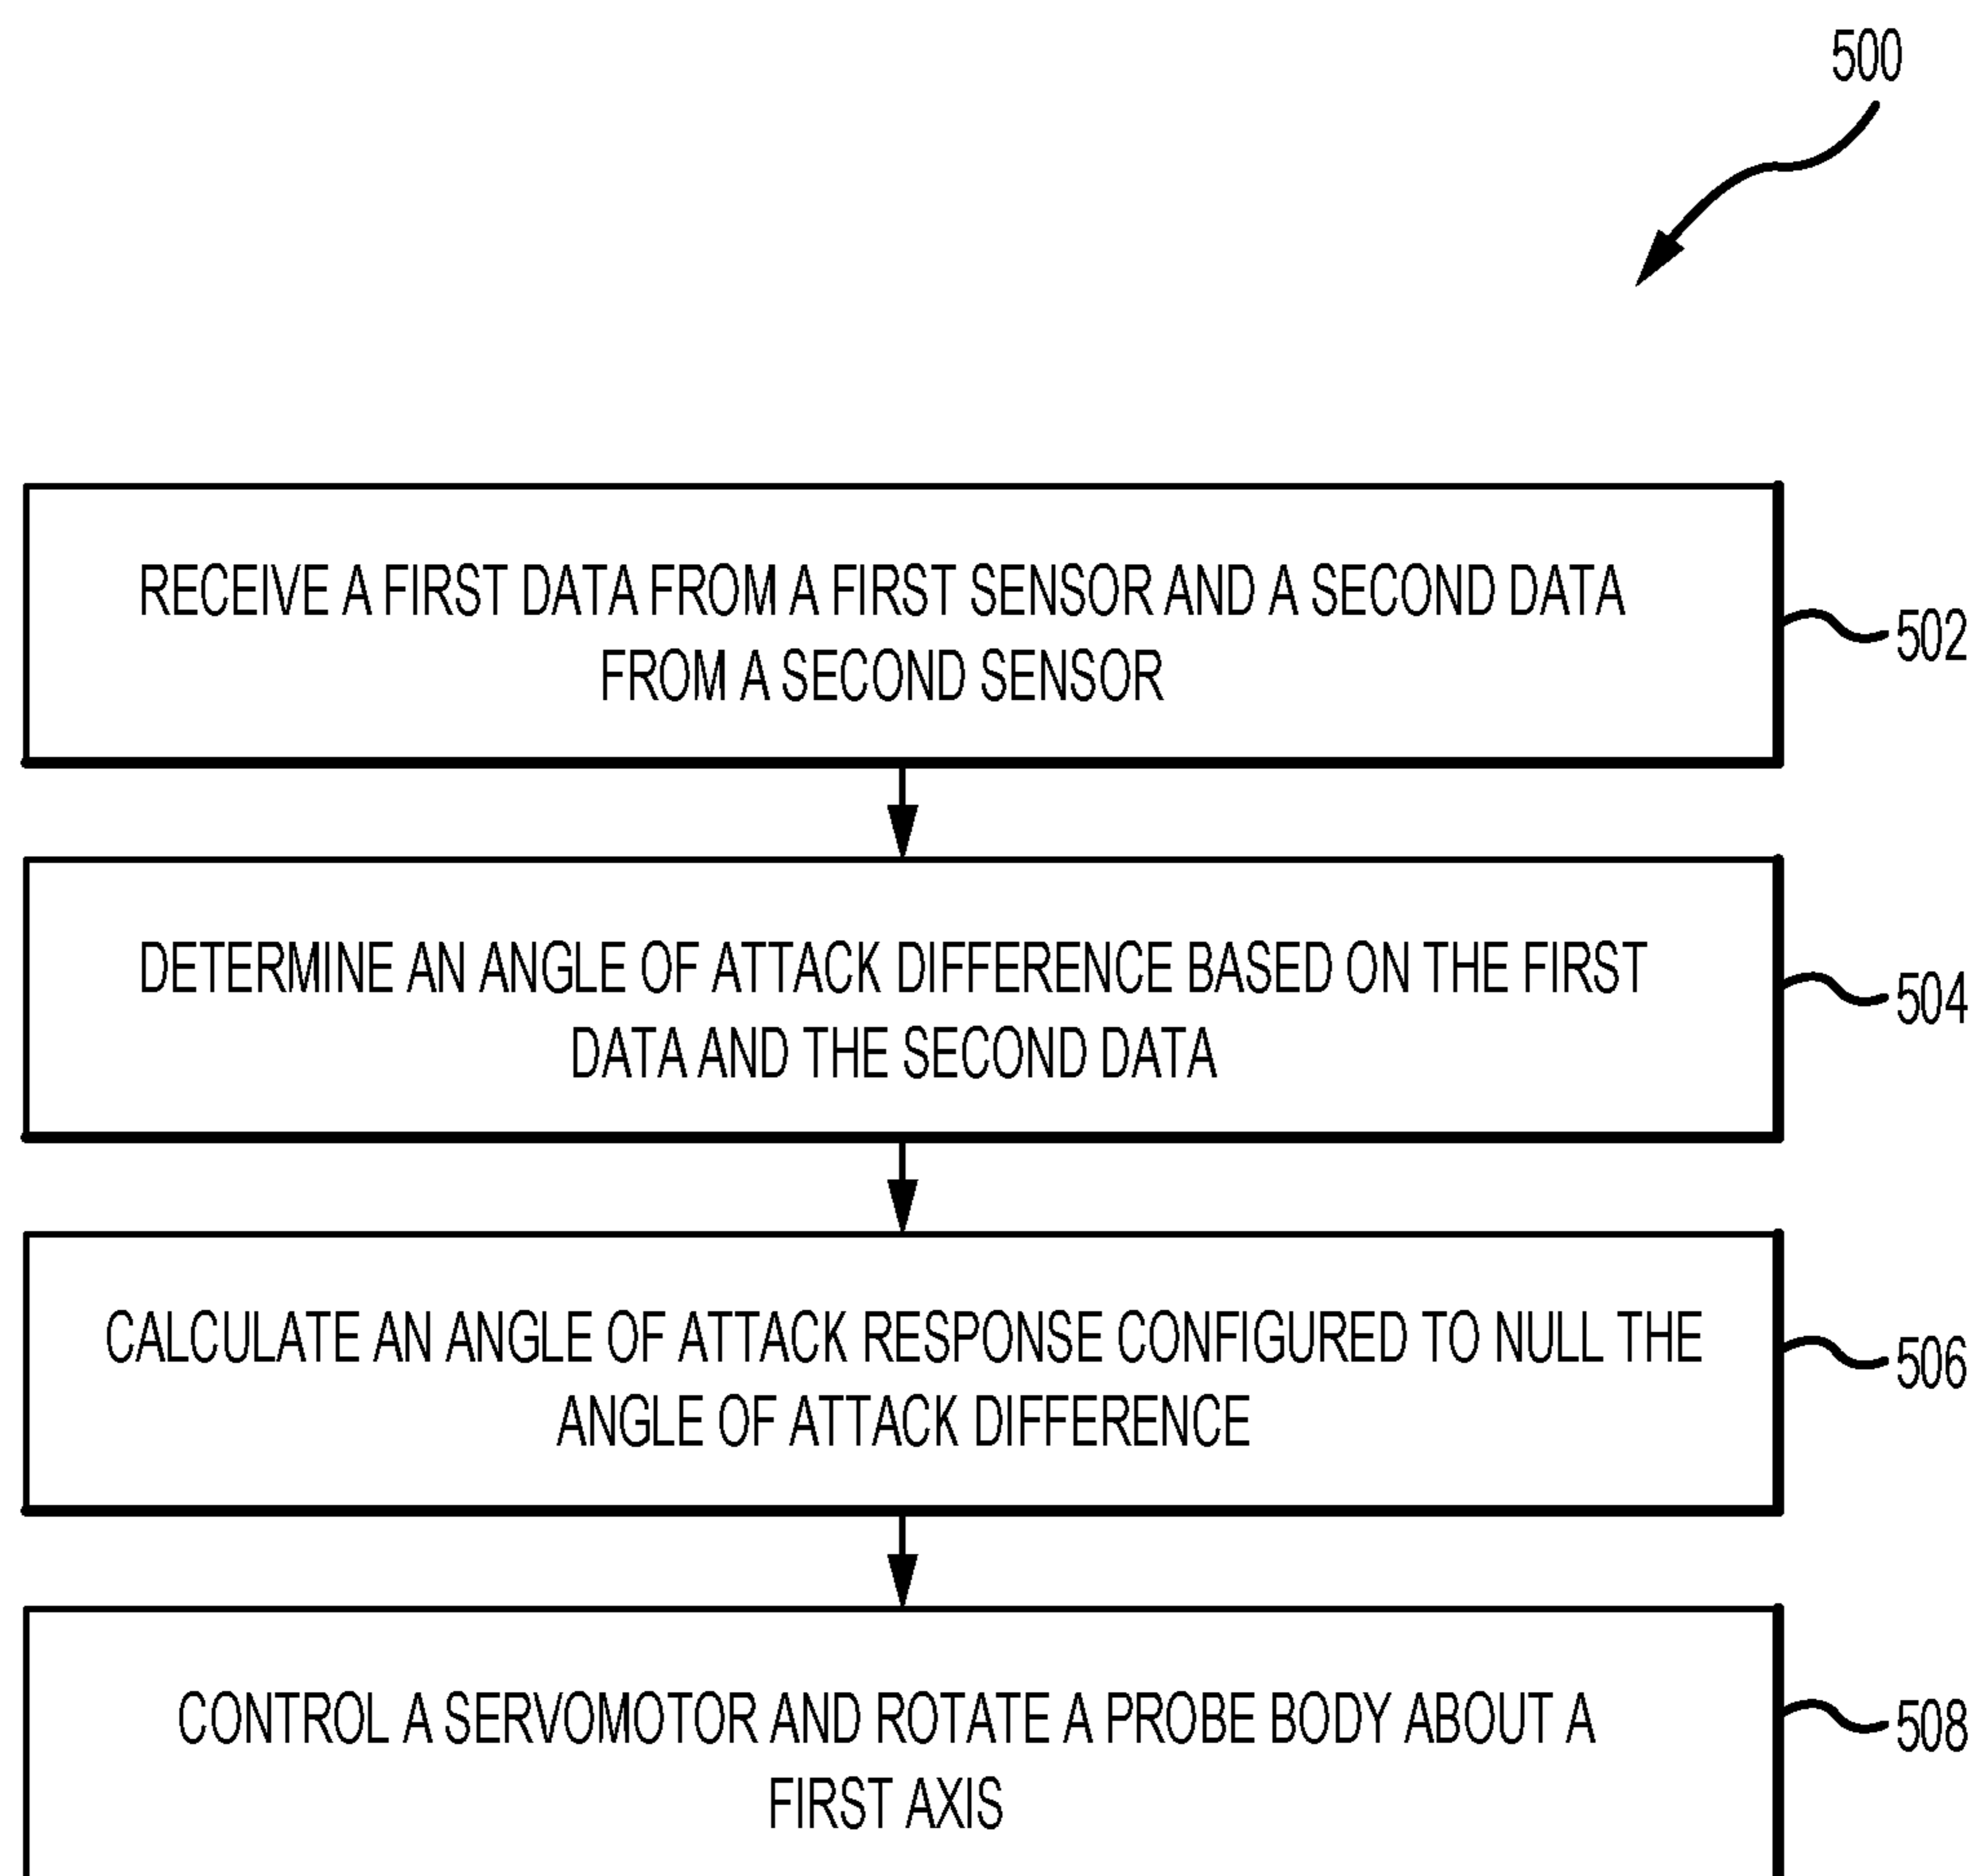 500
RECEIVE A FIRST DATA FROM A FIRST SENSOR AND A SECOND DATA
FROM A SECOND SENSOR
502
DETERMINE AN ANGLE OF ATTACK DIFFERENCE BASED ON THE FIRST
DATA AND THE SECOND DATA
504
CALCULATE AN ANGLE OF ATTACK RESPONSE CONFIGURED TO NULL THE
ANGLE OF ATTACK DIFFERENCE
506
CONTROL A SERVOMOTOR AND ROTATE A PROBE BODY ABOUT A
FIRST AXIS
508